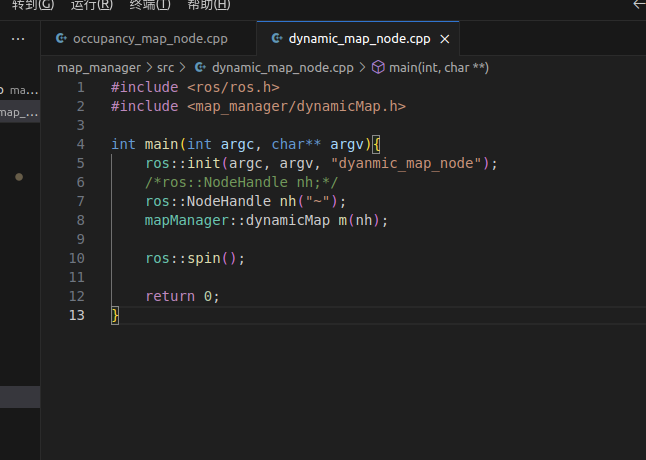 转到(G) 运行(R) 终端(T) 帮助(H)
occupancy_map_node.cpp dynamic_map_node.cpp
map_manager > src > dynamic_map_node.cpp > main(int, char **)
ma...
map_...
1 #include <ros/ros.h>
2 #include <map_manager/dynamicMap.h>
3
4 int main(int argc, char** argv){
5 ros::init(argc, argv, "dyanmic_map_node");
6 /*ros::NodeHandle nh;*/
7 ros::NodeHandle nh("~");
8 mapManager::dynamicMap m(nh);
9
10 ros::spin();
11
12 return 0;
13 }